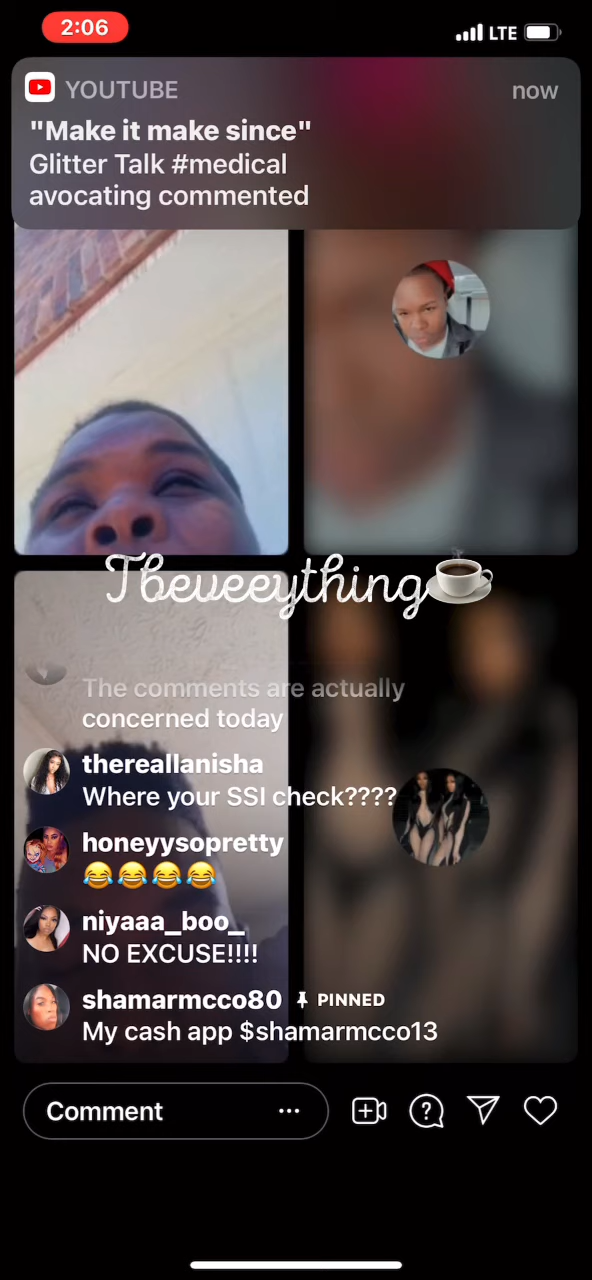 2:06
LTE
YOUTUBE
now
"Make it make since"
Glitter Talk #medical
avocating commented
Tbeveeything
The comments are actually
concerned today
thereallanisha
Where your SSI check????
honeyysopretty
😂😂😂😂
niyaaa_boo_
NO EXCUSE!!!!
shamarmcco80 PINNED
My cash app $shamarmcco13
Comment